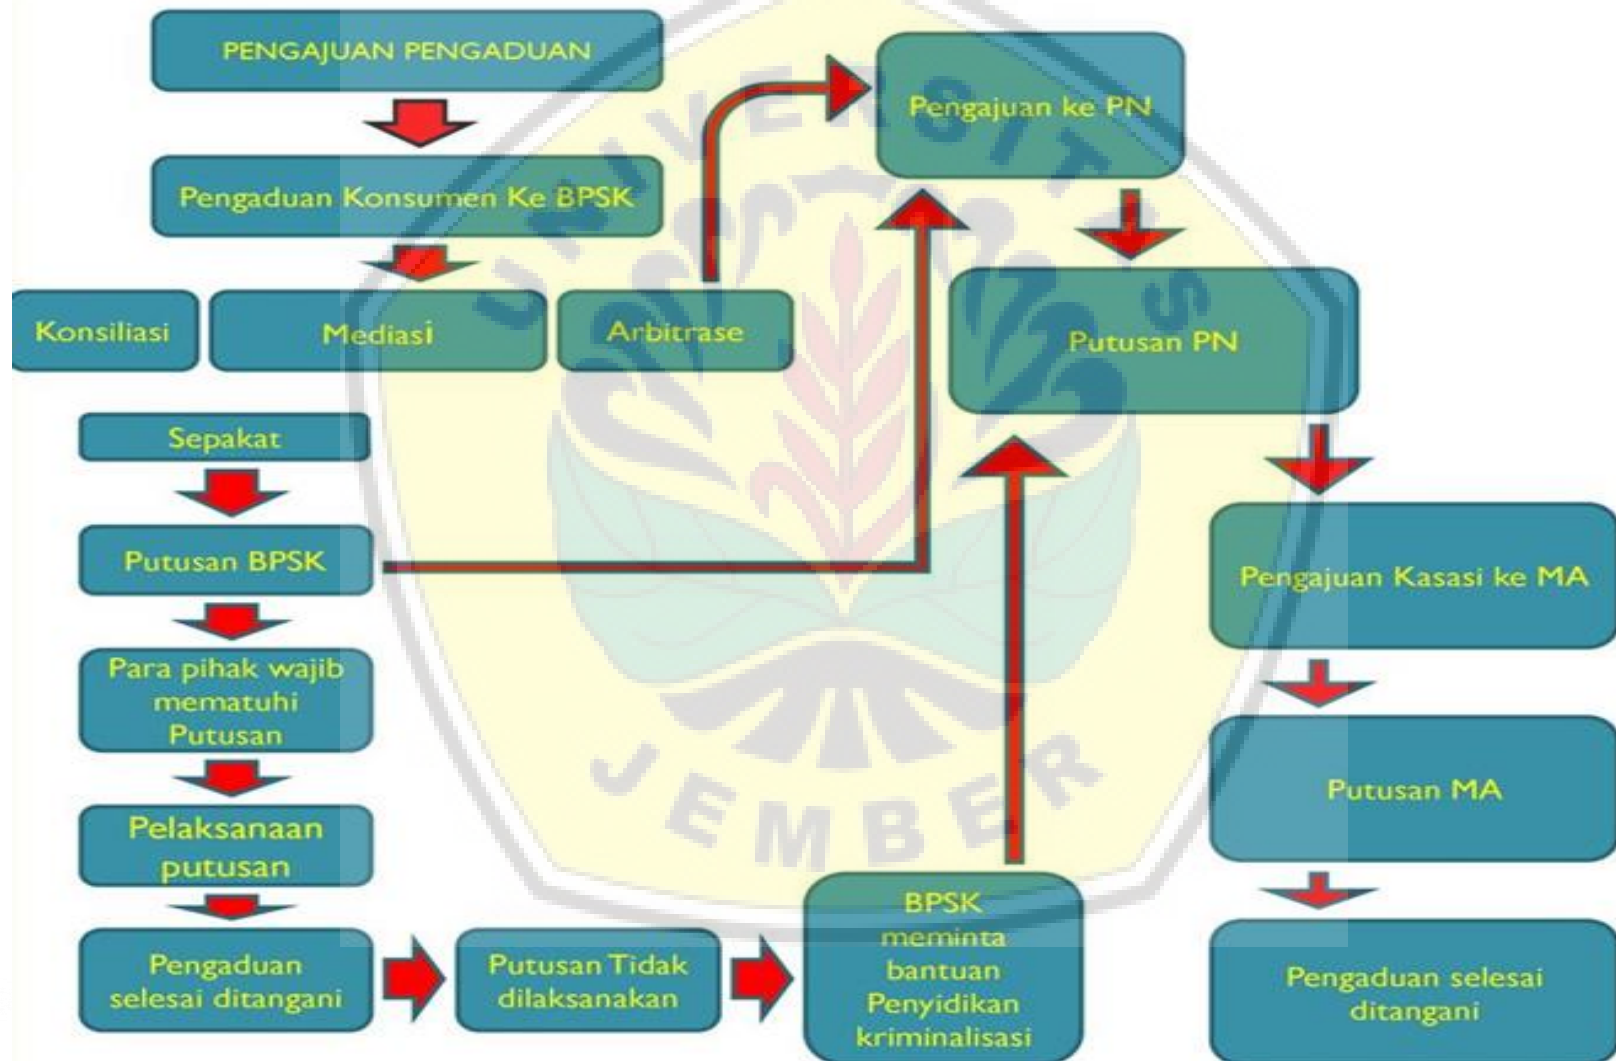 PENGAJUAN PENGADUAN
Pengaduan Konsumen Ke BPSK
Konsiliasi
Mediasi
Arbitrase
Sepakat
Putusan BPSK
Para pihak wajib
mematuhi
Putusan
Pelaksanaan
putusan
Pengaduan
selesai ditangani
Putusan Tidak
dilaksanakan
BPSK
meminta
bantuan
Penyidikan
kriminalisasi
Pengajuan ke PN
Putusan PN
Pengajuan Kasasi ke MA
Putusan MA
Pengaduan selesai
ditangani
UNIVERSITAS
JEMBER